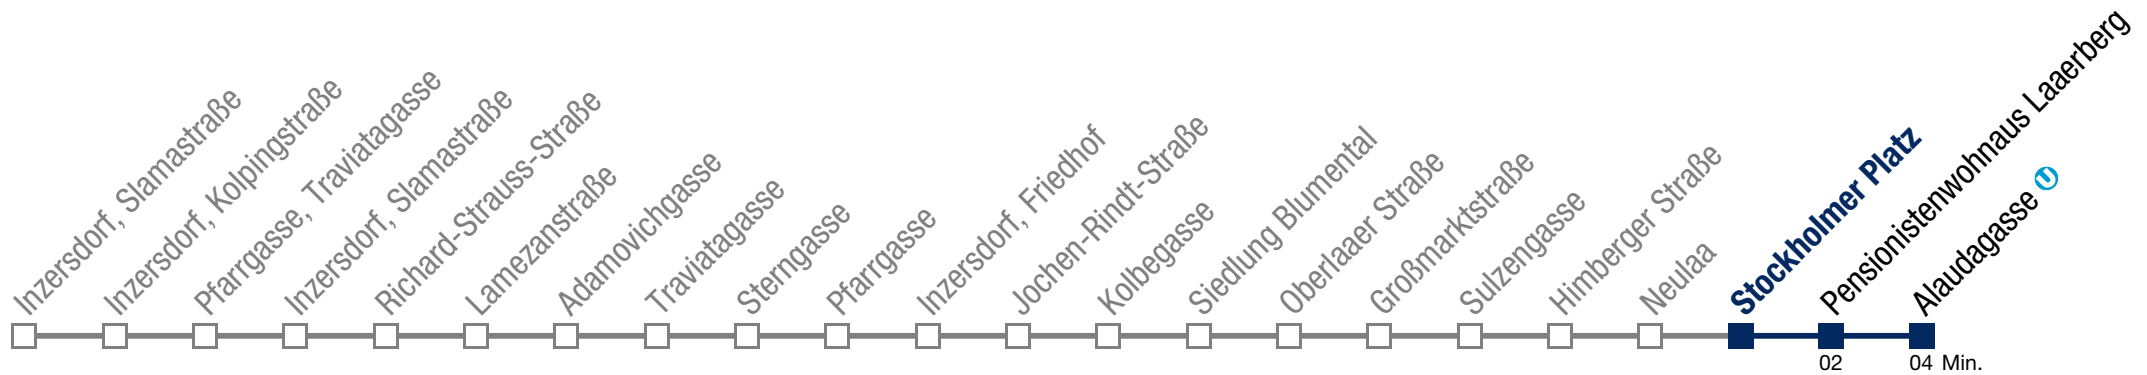 Inzersdorf, Slamastraße
Inzersdorf, Kolpingstraße
Pfarrgasse, Traviatagasse
Inzersdorf, Slamastraße
Richard-Strauss-Straße
Lamezanstraße
Adamovichgasse
Traviatagasse
Sterngasse
Pfarrgasse
Inzersdorf, Friedhof
Jochen-Rindt-Straße
Kolbegasse
Siedlung Blumental
Oberlaaer Straße
Großmarktstraße
Sulzengasse
Himberger Straße
Neulaa
Stockholmer Platz
Pensionistenwohnhaus Laaerberg
Alaudagasse U
02
04 Min.